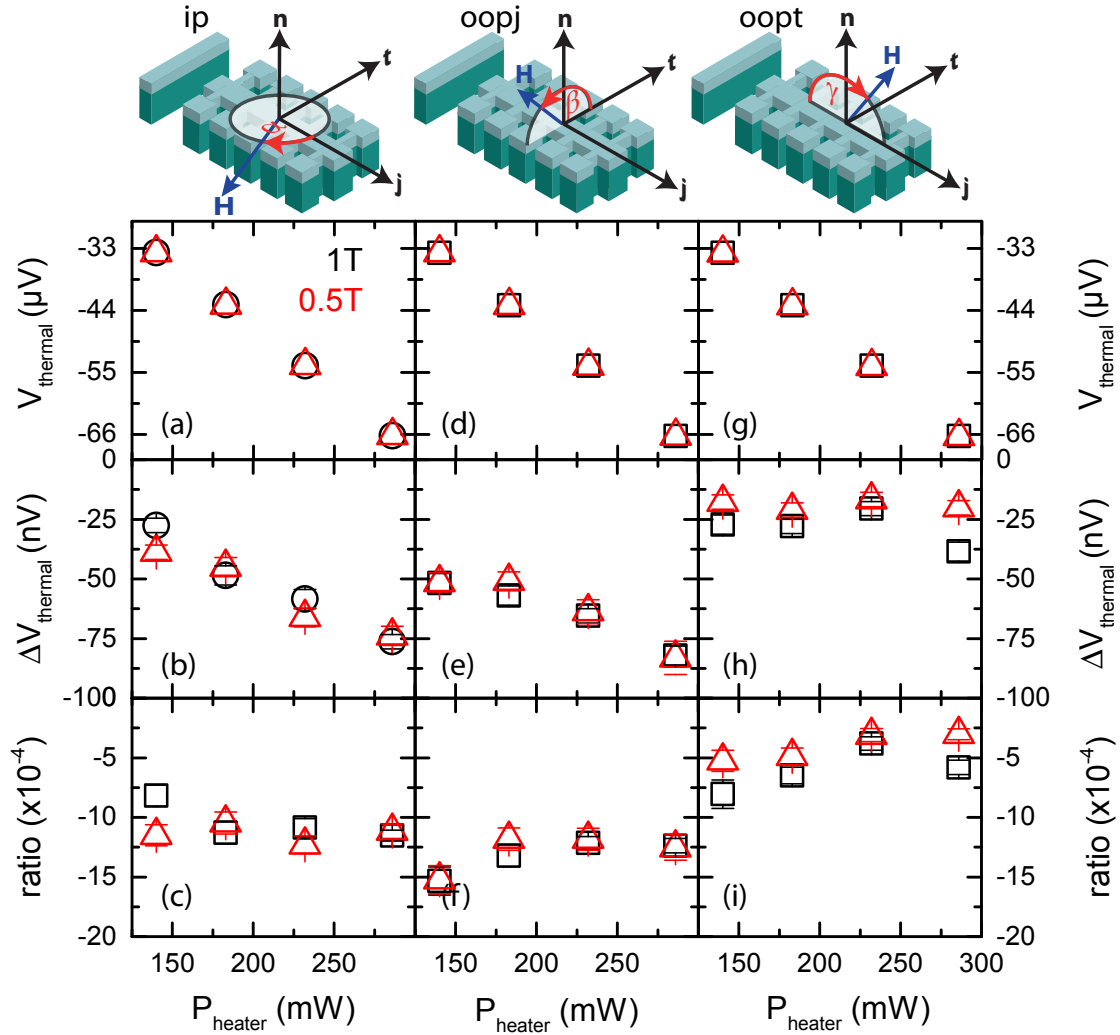 ip
oopj
oopt
n
t
j
H
α
n
t
j
H
β
n
t
j
H
γ
V_thermal (μV)
-33
-44
-55
-66
1T
0.5T
(a)
(d)
(g)
-33
-44
-55
-66
V_thermal (μV)
ΔV_thermal (nV)
0
-25
-50
-75
-100
(b)
(e)
(h)
0
-25
-50
-75
-100
ΔV_thermal (nV)
ratio (x10^-4)
-5
-10
-15
-20
(c)
(f)
(i)
-5
-10
-15
-20
ratio (x10^-4)
150 200 250 150 200 250 150 200 250 300
P_heater (mW) P_heater (mW) P_heater (mW)